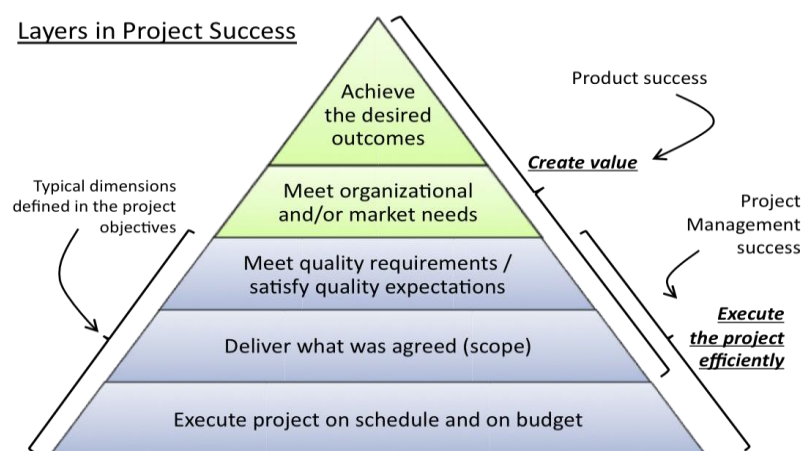 Layers in Project Success
Product success
Achieve
the desired
outcomes
Create value
Typical dimensions
defined in the project
objectives
Meet organizational
and/or market needs
Project
Management
success
Meet quality requirements /
satisfy quality expectations
Execute
the project
efficiently
Deliver what was agreed (scope)
Execute project on schedule and on budget